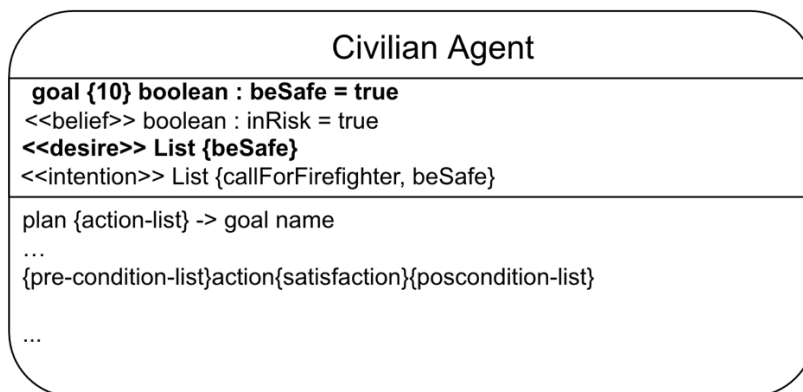 Civilian Agent
goal {10} boolean : beSafe = true
<<belief>> boolean : inRisk = true
<<desire>> List {beSafe}
<<intention>> List {callForFirefighter, beSafe}
plan {action-list} -> goal name
...
{pre-condition-list}action{satisfaction}{poscondition-list}
...